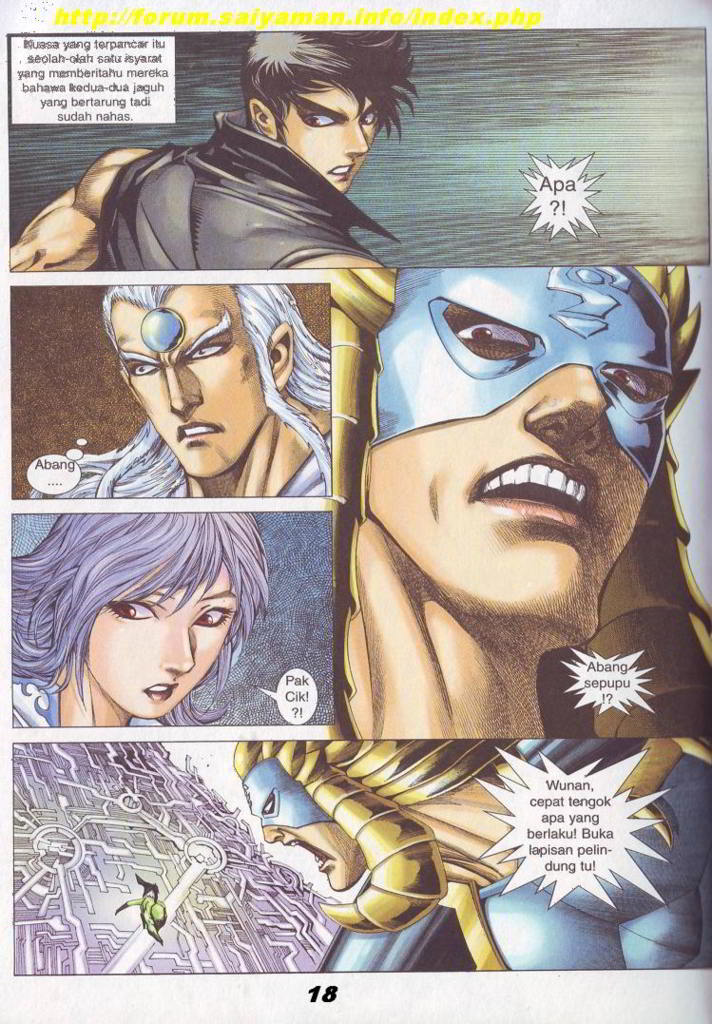 http://forum.saiyaman.info/index.php
Kuasa yang terpancar itu
seolah-olah satu isyarat
yang memberitahu mereka
bahawa kedua-dua jaguh
yang bertarung tadi
sudah nahas.
Apa
?!
Abang
....
Pak
Cik!
?!
Abang
sepupu
!?
Wunan,
cepat tengok
apa yang
berlaku! Buka
lapisan pelin-
dung tu!
18